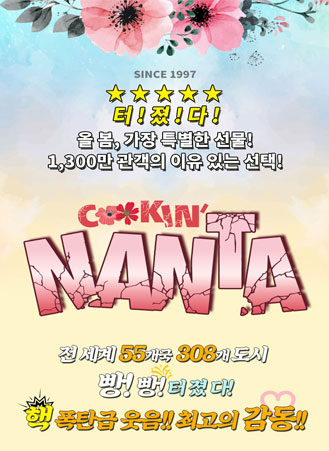 SINCE 1997
터!졌!다!
올 봄, 가장 특별한 선물!
1,300만 관객의 이유 있는 선택!
COOKIN'
NANTA
전 세계 55개국 308개 도시
빵! 빵! 터졌다!
핵 폭탄급 웃음!! 최고의 감동!!